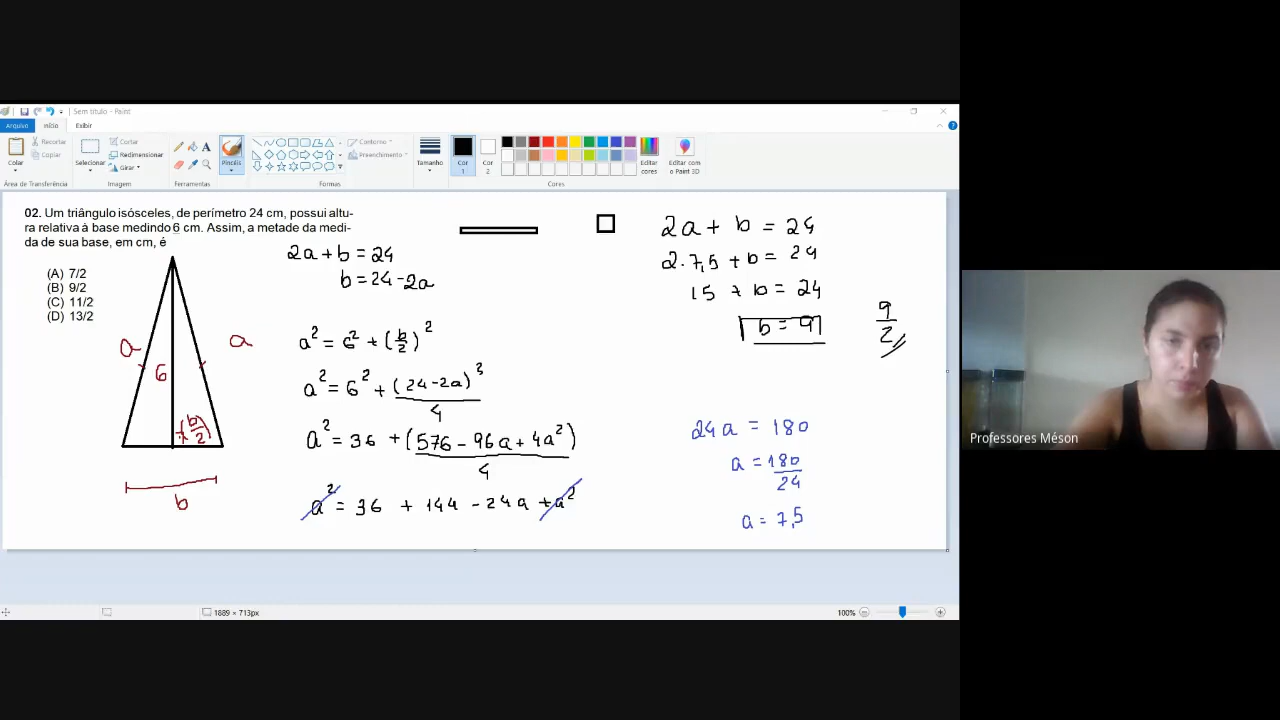 Sem título - Paint
Arquivo Início Exibir
Colar
Recortar
Copiar
Área de Transferência
Selecionar
Cortar
Redimensionar
Girar
Imagem
Ferramentas
Pincéis
Contorno
Preenchimento
Formas
Tamanho
Cor 1
Cor 2
Editar cores
Cores
Editar com o Paint 3D
02. Um triângulo isósceles, de perímetro 24 cm, possui altu-
ra relativa à base medindo 6 cm. Assim, a metade da medi-
da de sua base, em cm, é
(A) 7/2
(B) 9/2
(C) 11/2
(D) 13/2
a
a
6
(b/2)
b
2a + b = 24
b = 24 - 2a
a² = 6² + (b/2)²
a² = 6² + (24 - 2a)²/4
a² = 36 + (576 - 96a + 4a²)/4
a² = 36 + 144 - 24a + a²
2a + b = 24
2.7,5 + b = 24
15 + b = 24
b = 9
9/2
24a = 180
a = 180/24
a = 7,5
1889 × 713px
100%
Professores Méson